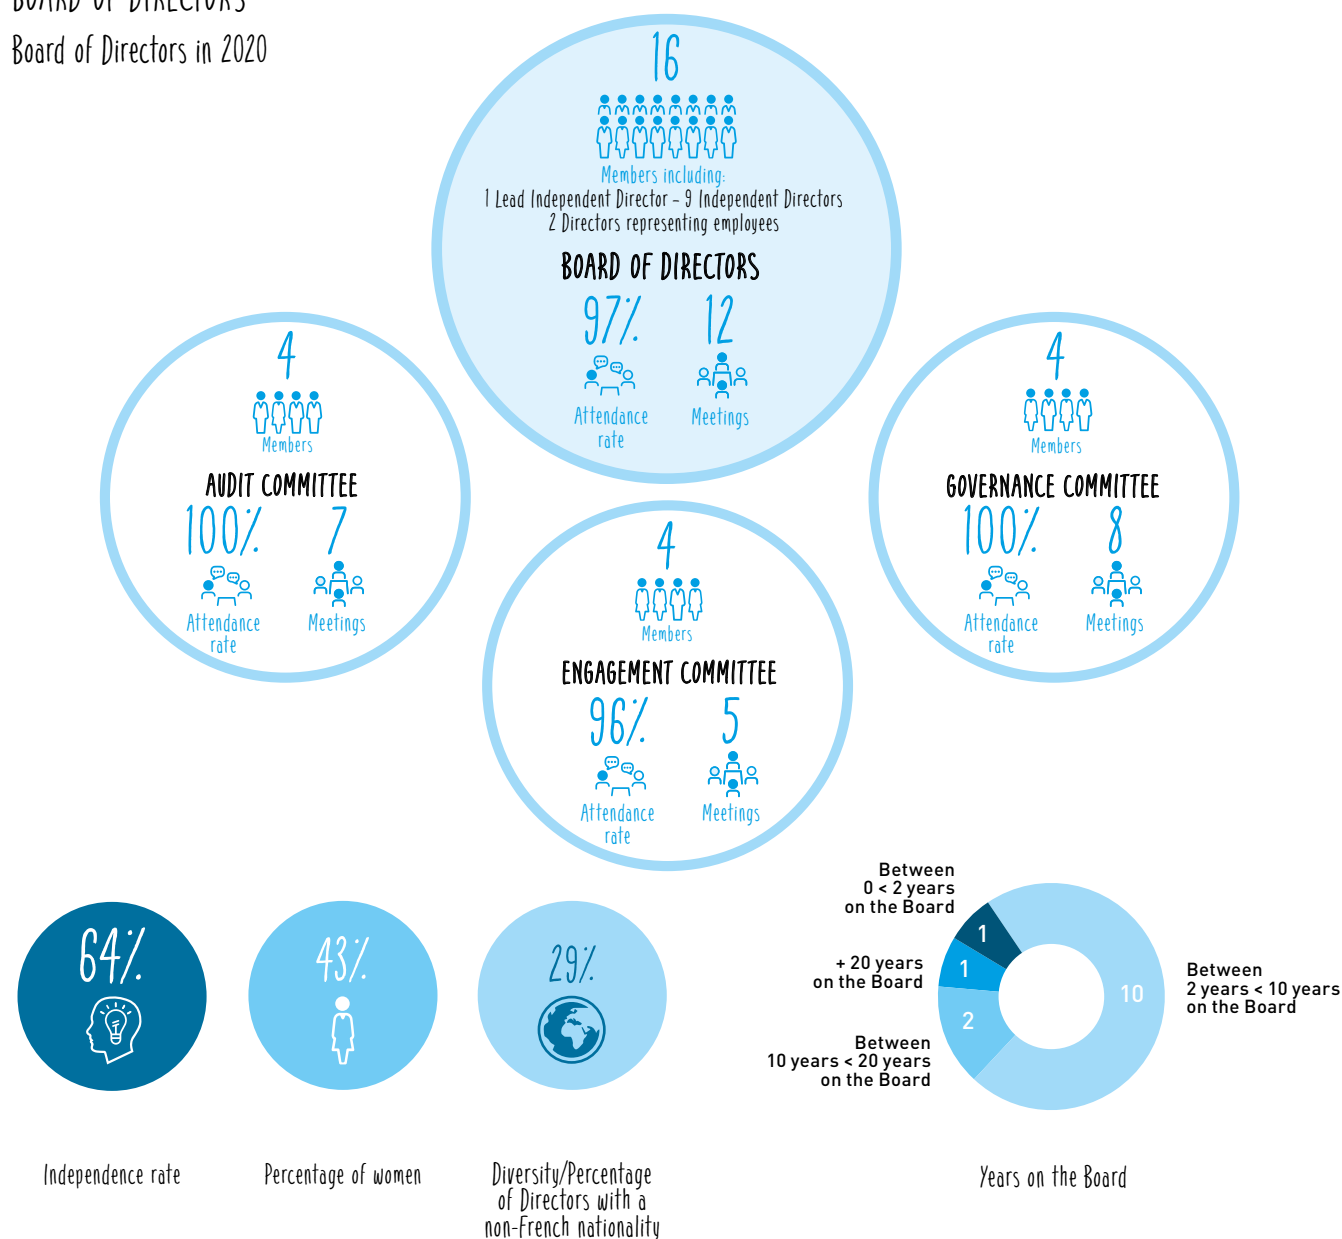 BOARD OF DIRECTORS
Board of Directors in 2020
16
Members including:
1 Lead Independent Director – 9 Independent Directors
2 Directors representing employees
BOARD OF DIRECTORS
97%
12
Attendance
rate
Meetings
4
Members
AUDIT COMMITTEE
100%
7
Attendance
rate
Meetings
4
Members
GOVERNANCE COMMITTEE
100%
8
Attendance
rate
Meetings
4
Members
ENGAGEMENT COMMITTEE
96%
5
Attendance
rate
Meetings
64%
Independence rate
43%
Percentage of women
29%
Diversity/Percentage
of Directors with a
non-French nationality
Between
0 < 2 years
on the Board
1
+ 20 years
on the Board
1
Between
10 years < 20 years
on the Board
2
10
Between
2 years < 10 years
on the Board
Years on the Board